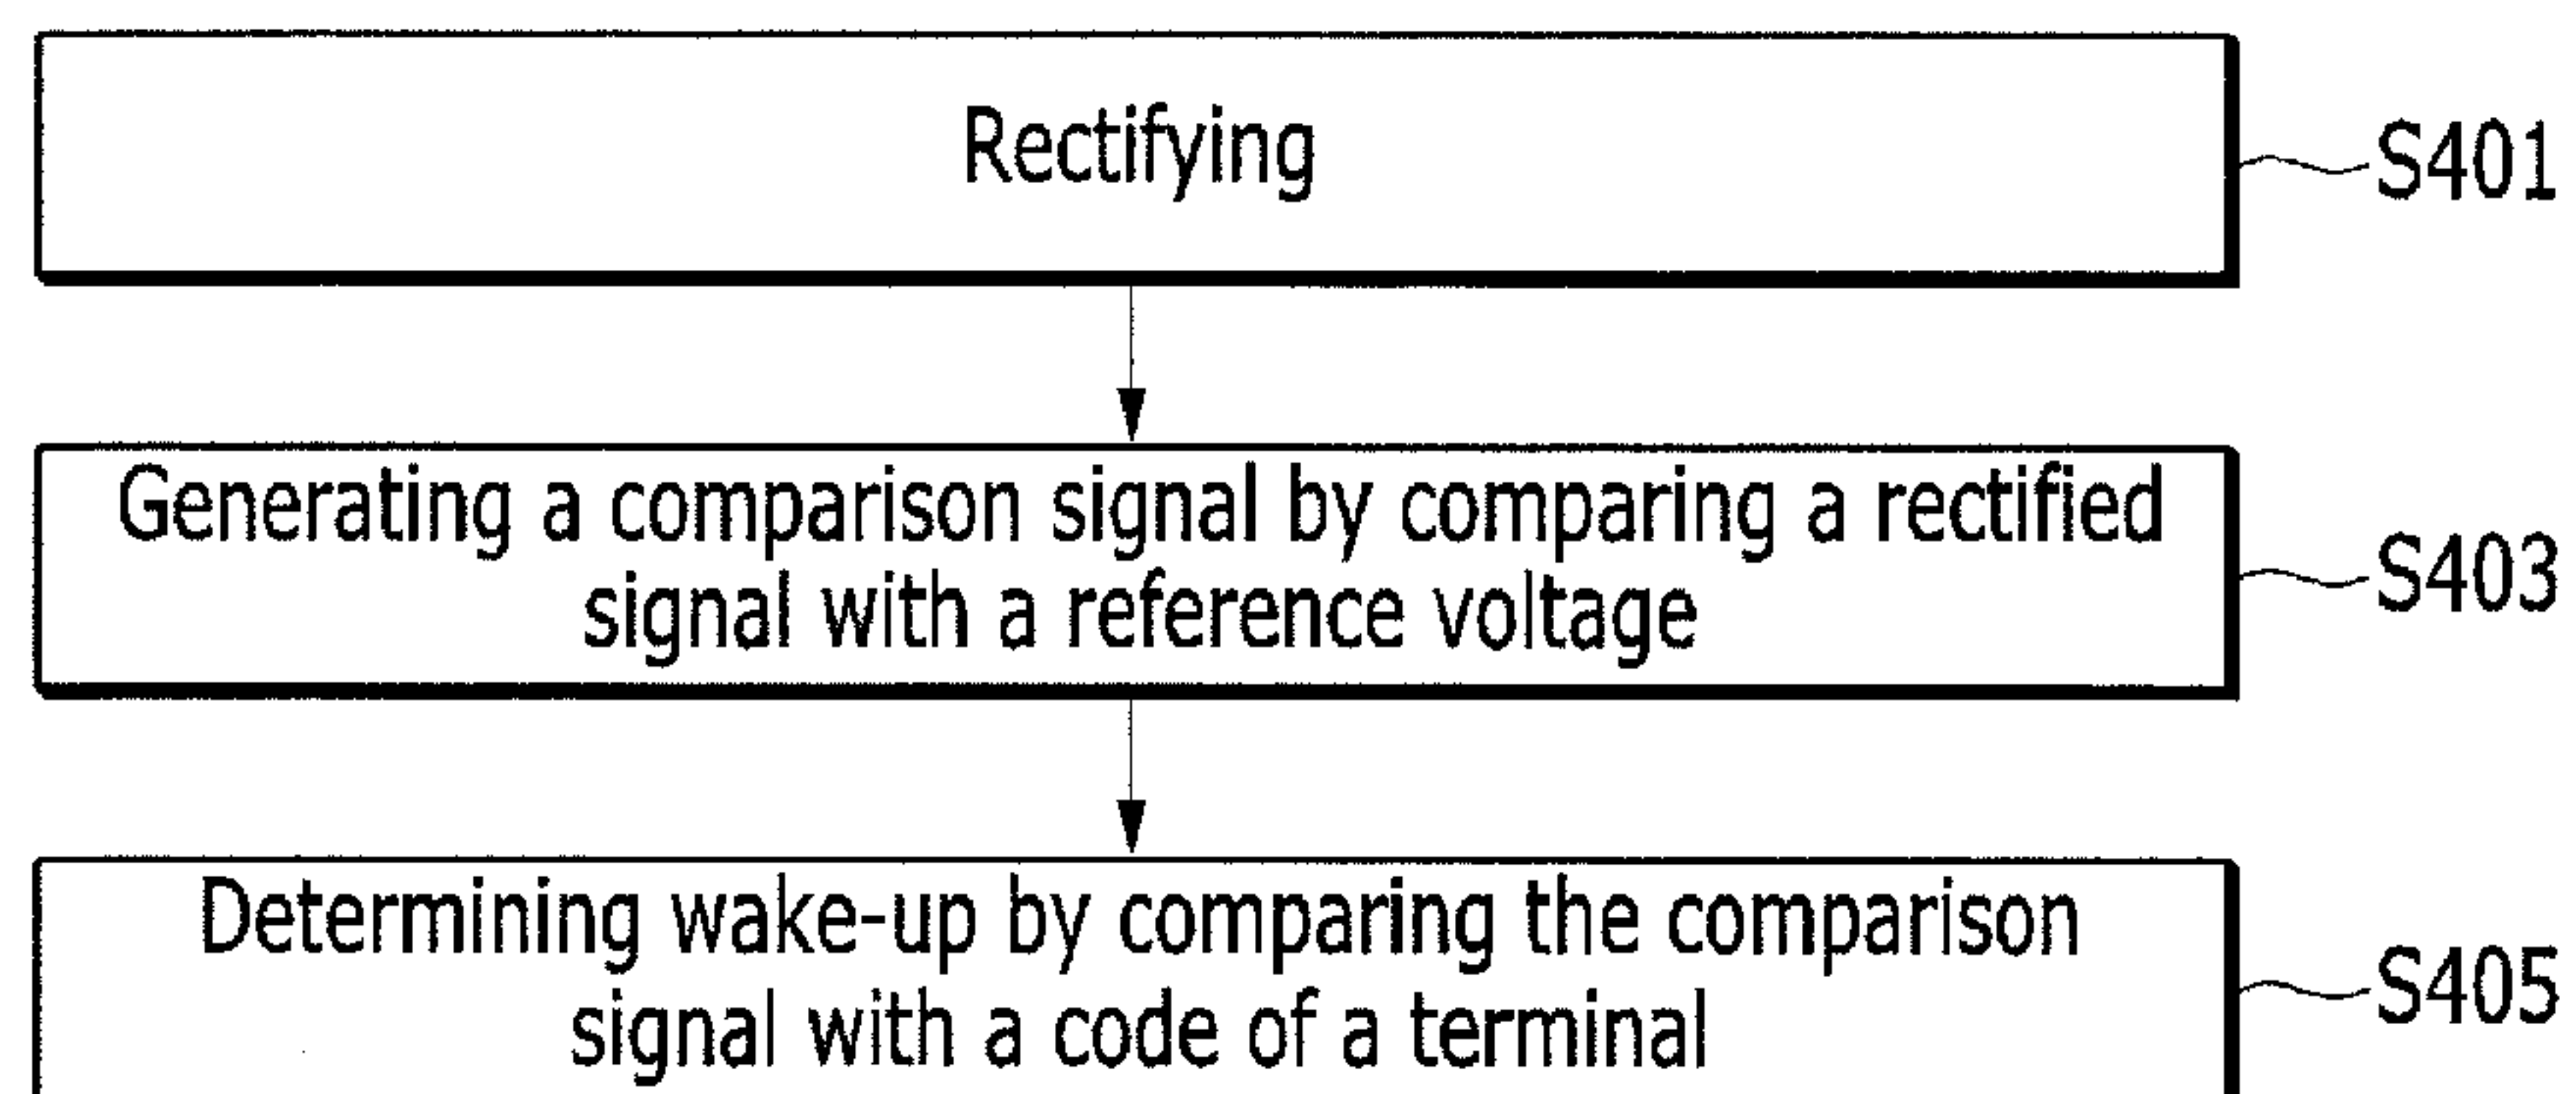 Rectifying
S401
Generating a comparison signal by comparing a rectified
signal with a reference voltage
S403
Determining wake-up by comparing the comparison
signal with a code of a terminal
S405